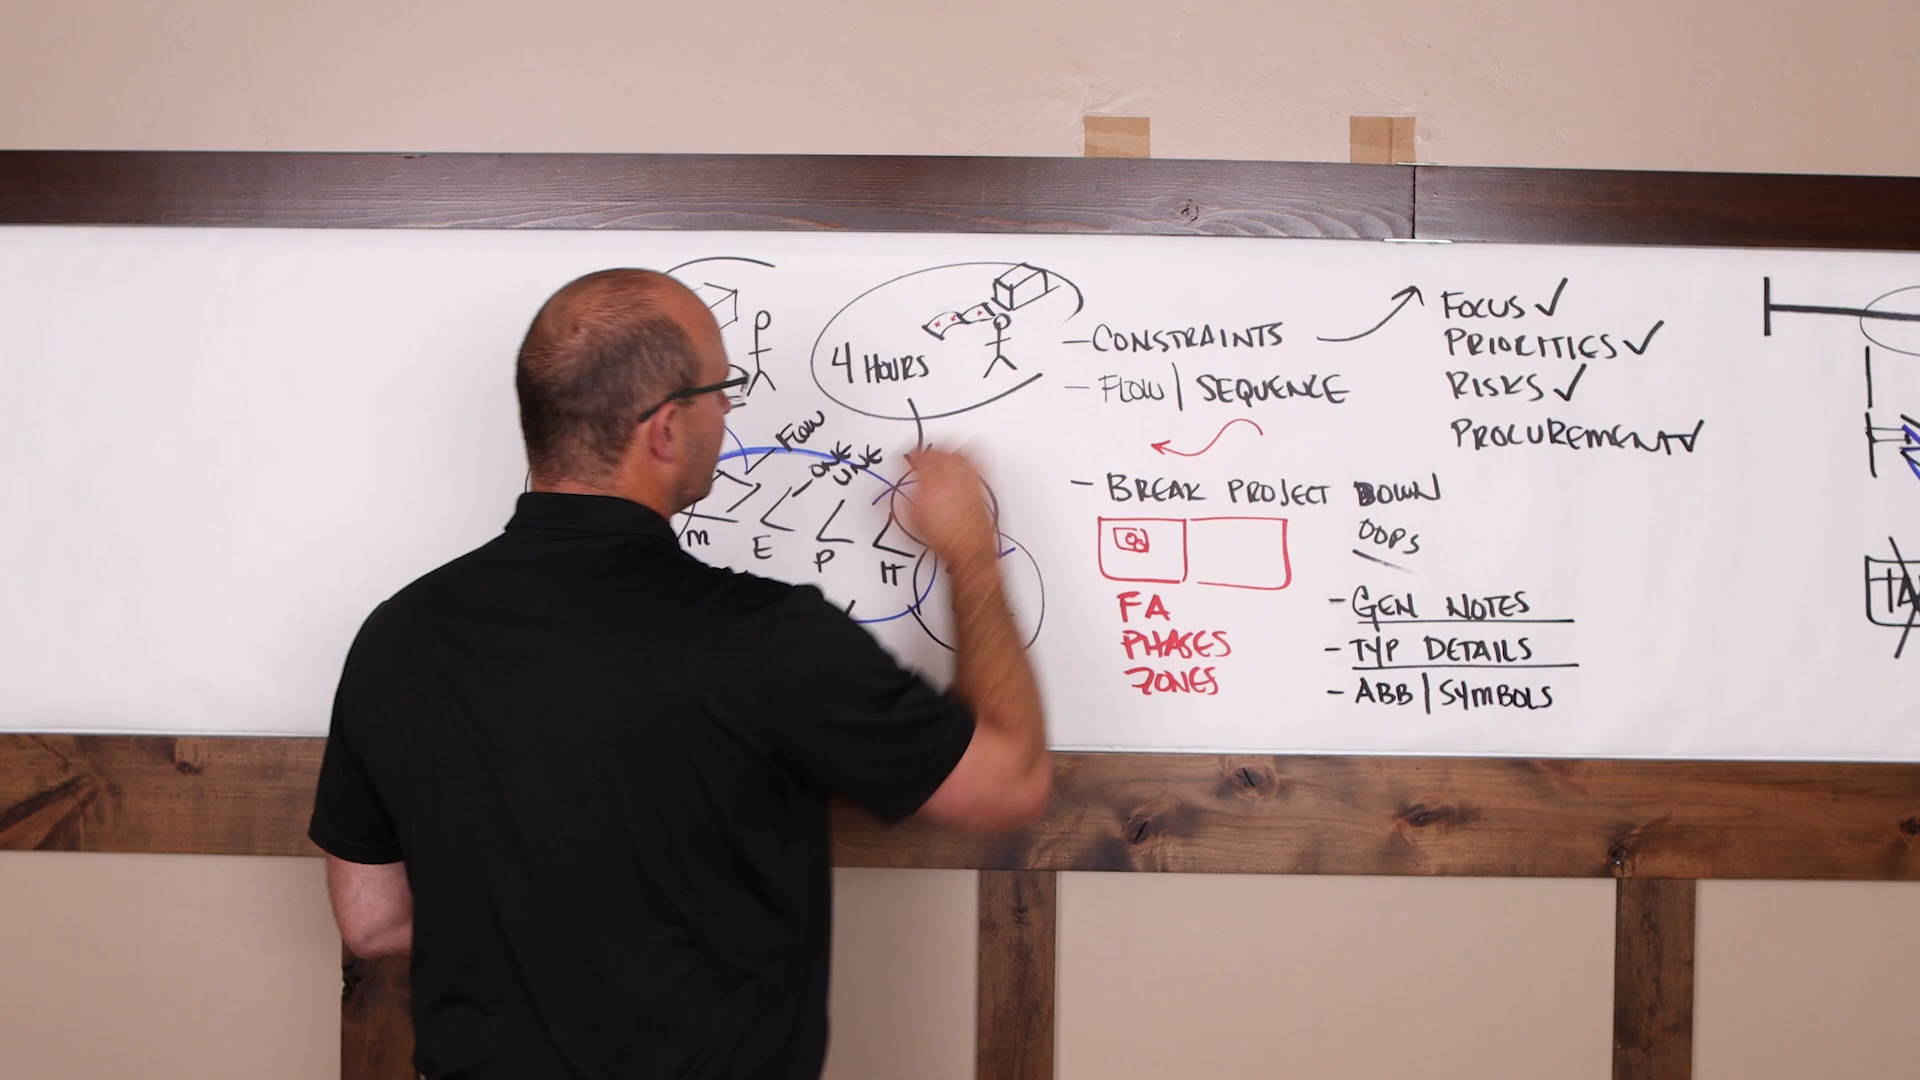 4 HOURS
- CONSTRAINTS
- FLOW | SEQUENCE
FOCUS ✓
PRIORITIES ✓
RISKS ✓
PROCUREMENT ✓
FLOW
ONE
LINE
M E P IT
- BREAK PROJECT DOWN
OOPS
FA
PHASES
ZONES
- GEN NOTES
- TYP DETAILS
- ABB | SYMBOLS